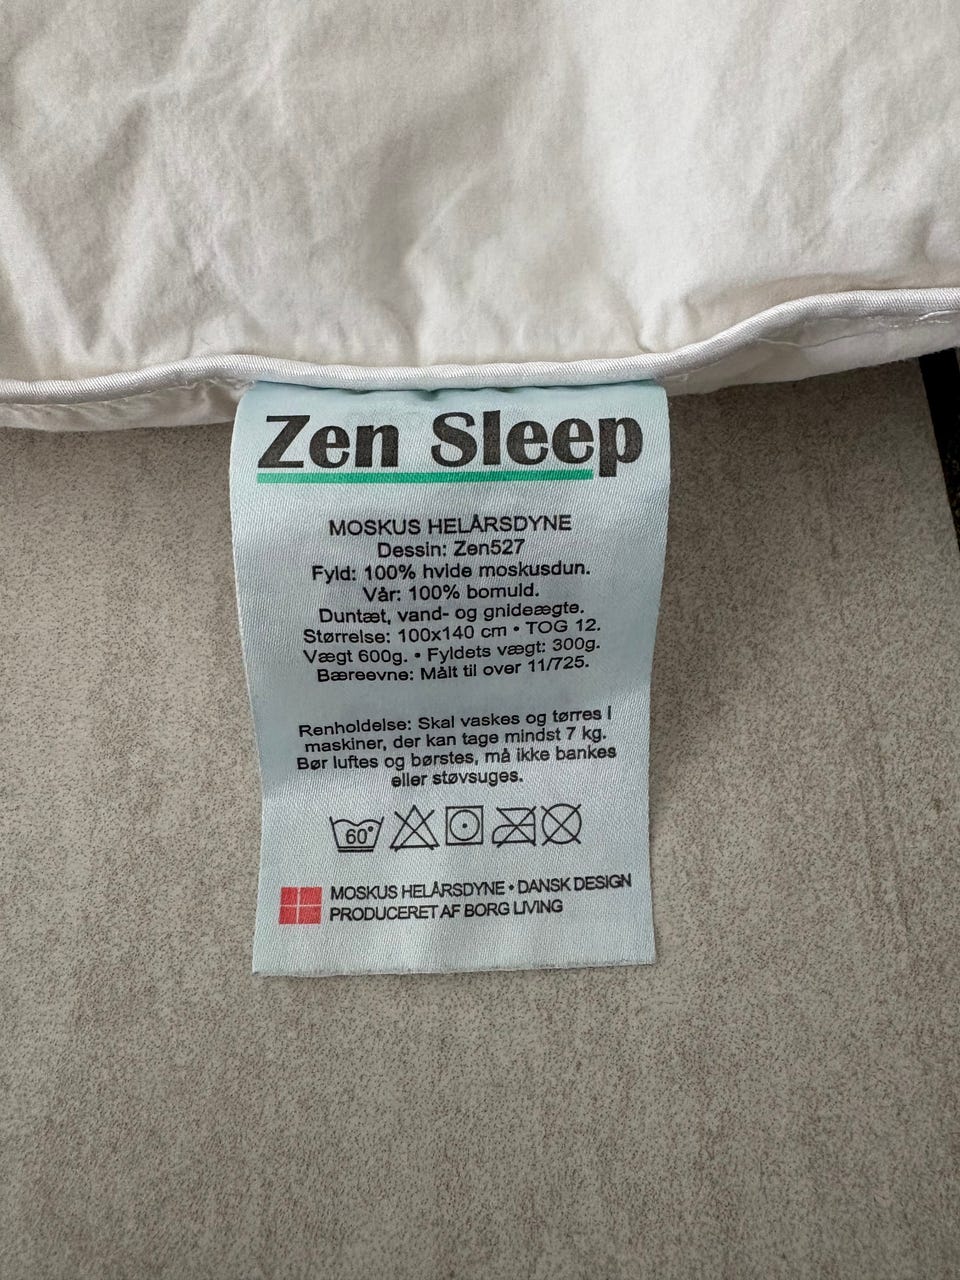 Zen Sleep
MOSKUS HELÅRSDYNE
Dessin: Zen527
Fyld: 100% hvide moskusdun.
Vår: 100% bomuld.
Duntæt, vand- og gnideægte.
Størrelse: 100x140 cm • TOG 12.
Vægt 600g. • Fyldets vægt: 300g.
Bæreevne: Målt til over 11/725.
Renholdelse: Skal vaskes og tørres i
maskiner, der kan tage mindst 7 kg.
Bør luftes og børstes, må ikke bankes
eller støvsuges.
60°
MOSKUS HELÅRSDYNE • DANSK DESIGN
PRODUCERET AF BORG LIVING